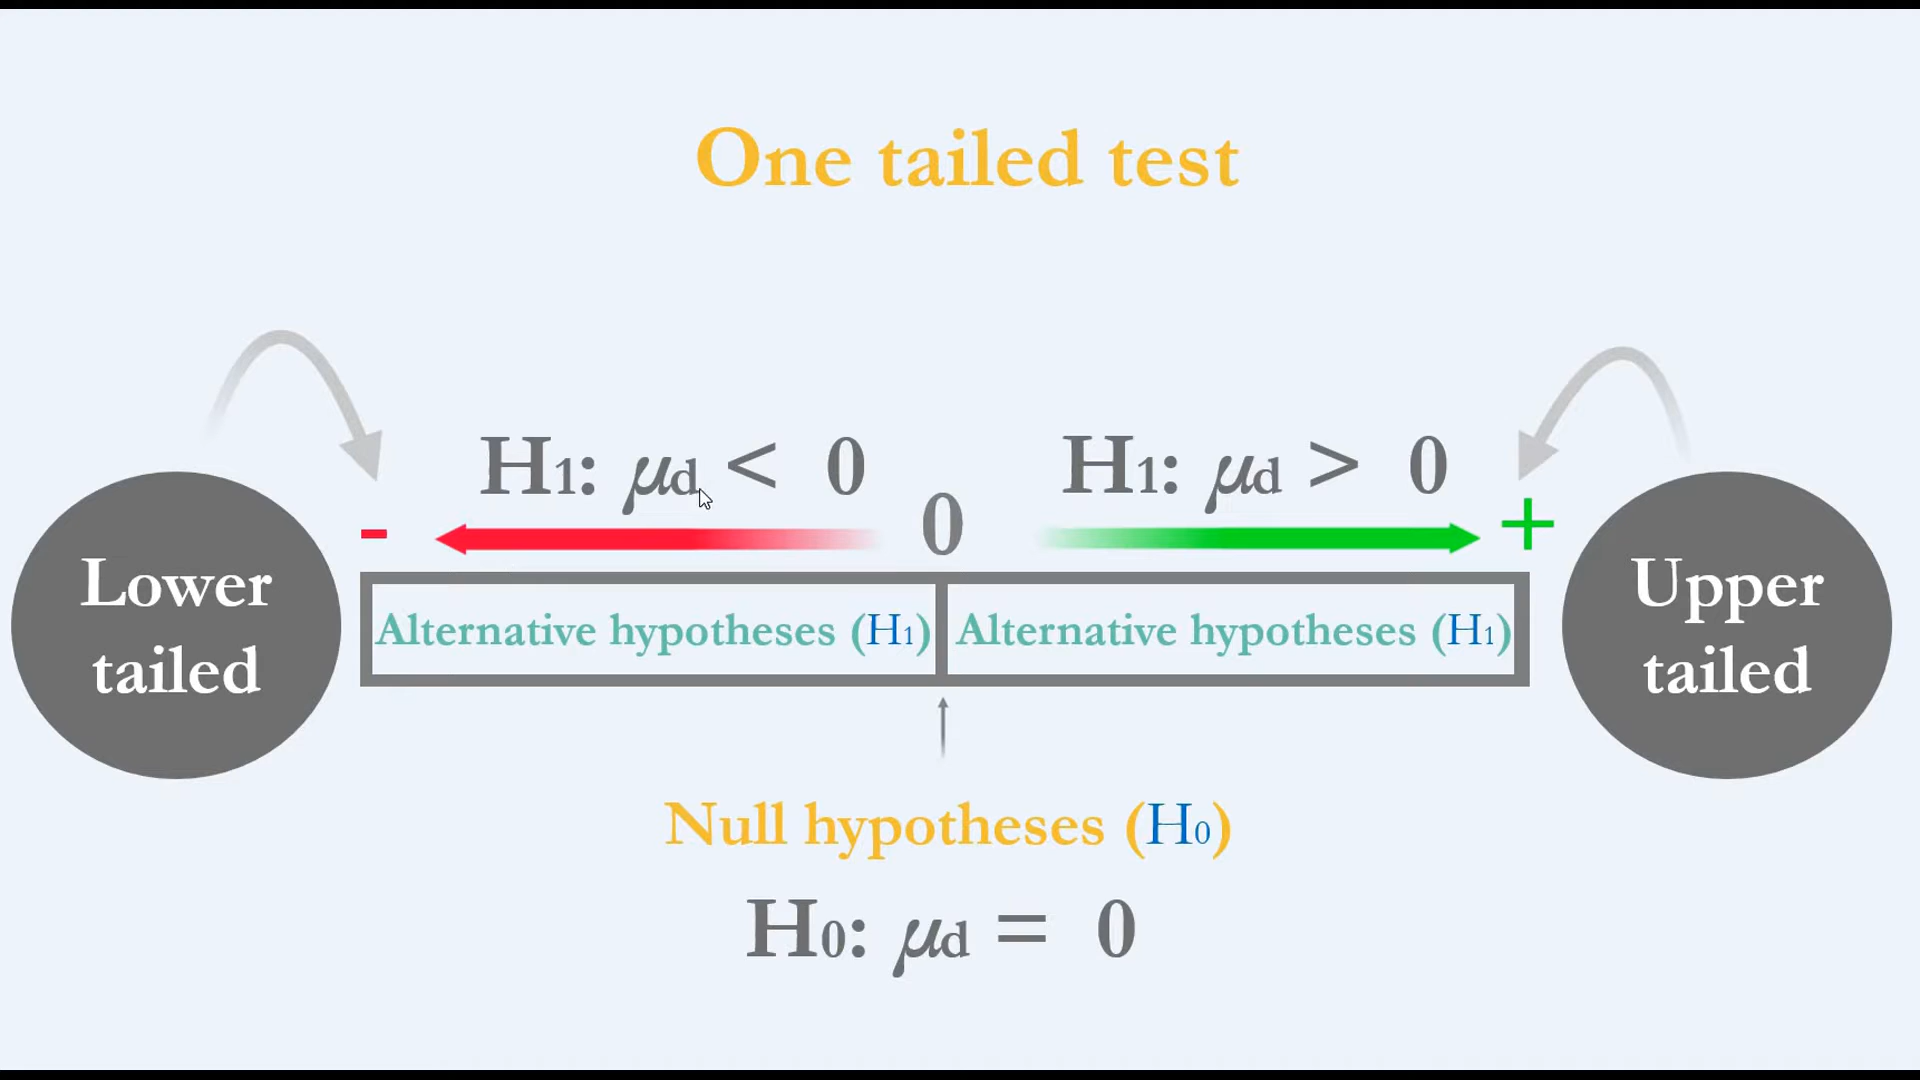 One tailed test
H₁: μd < 0
0
H₁: μd > 0
-
+
Lower
tailed
Alternative hypotheses (H₁)
Alternative hypotheses (H₁)
Upper
tailed
Null hypotheses (H₀)
H₀: μd = 0